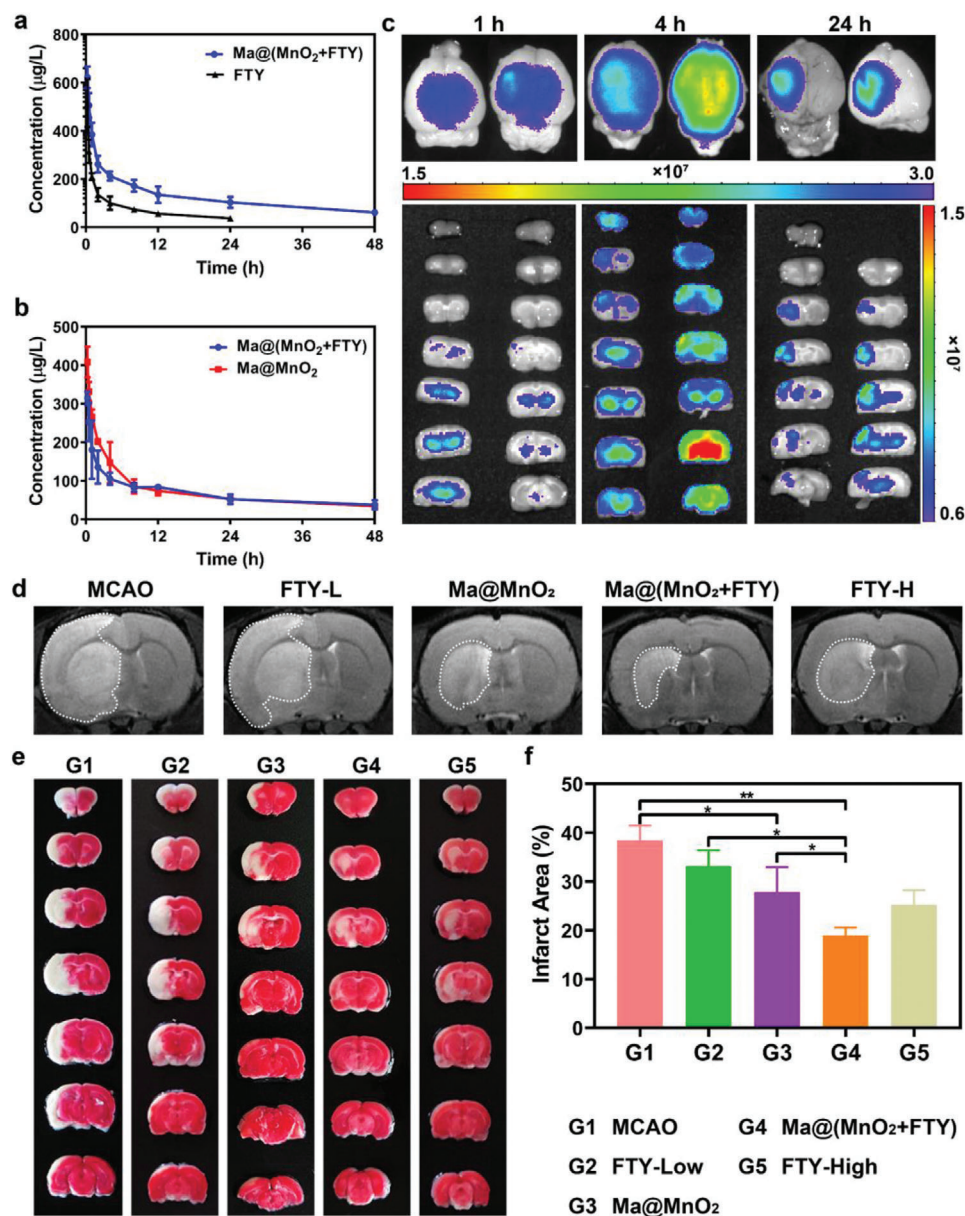 a
800
600
400
200
0
Concentration (μg/L)
Ma@(MnO₂+FTY)
FTY
0 12 24 36 48
Time (h)
b
500
400
300
200
100
0
Concentration (μg/L)
Ma@(MnO₂+FTY)
Ma@MnO₂
0 12 24 36 48
Time (h)
c
1 h 4 h 24 h
1.5 ×10⁷ 3.0
1.5
×10⁷
0.6
d
MCAO FTY-L Ma@MnO₂ Ma@(MnO₂+FTY) FTY-H
e
G1 G2 G3 G4 G5
f
50
40
30
20
10
0
Infarct Area (%)
**
*
*
*
G1 G2 G3 G4 G5
G1 MCAO G4 Ma@(MnO₂+FTY)
G2 FTY-Low G5 FTY-High
G3 Ma@MnO₂